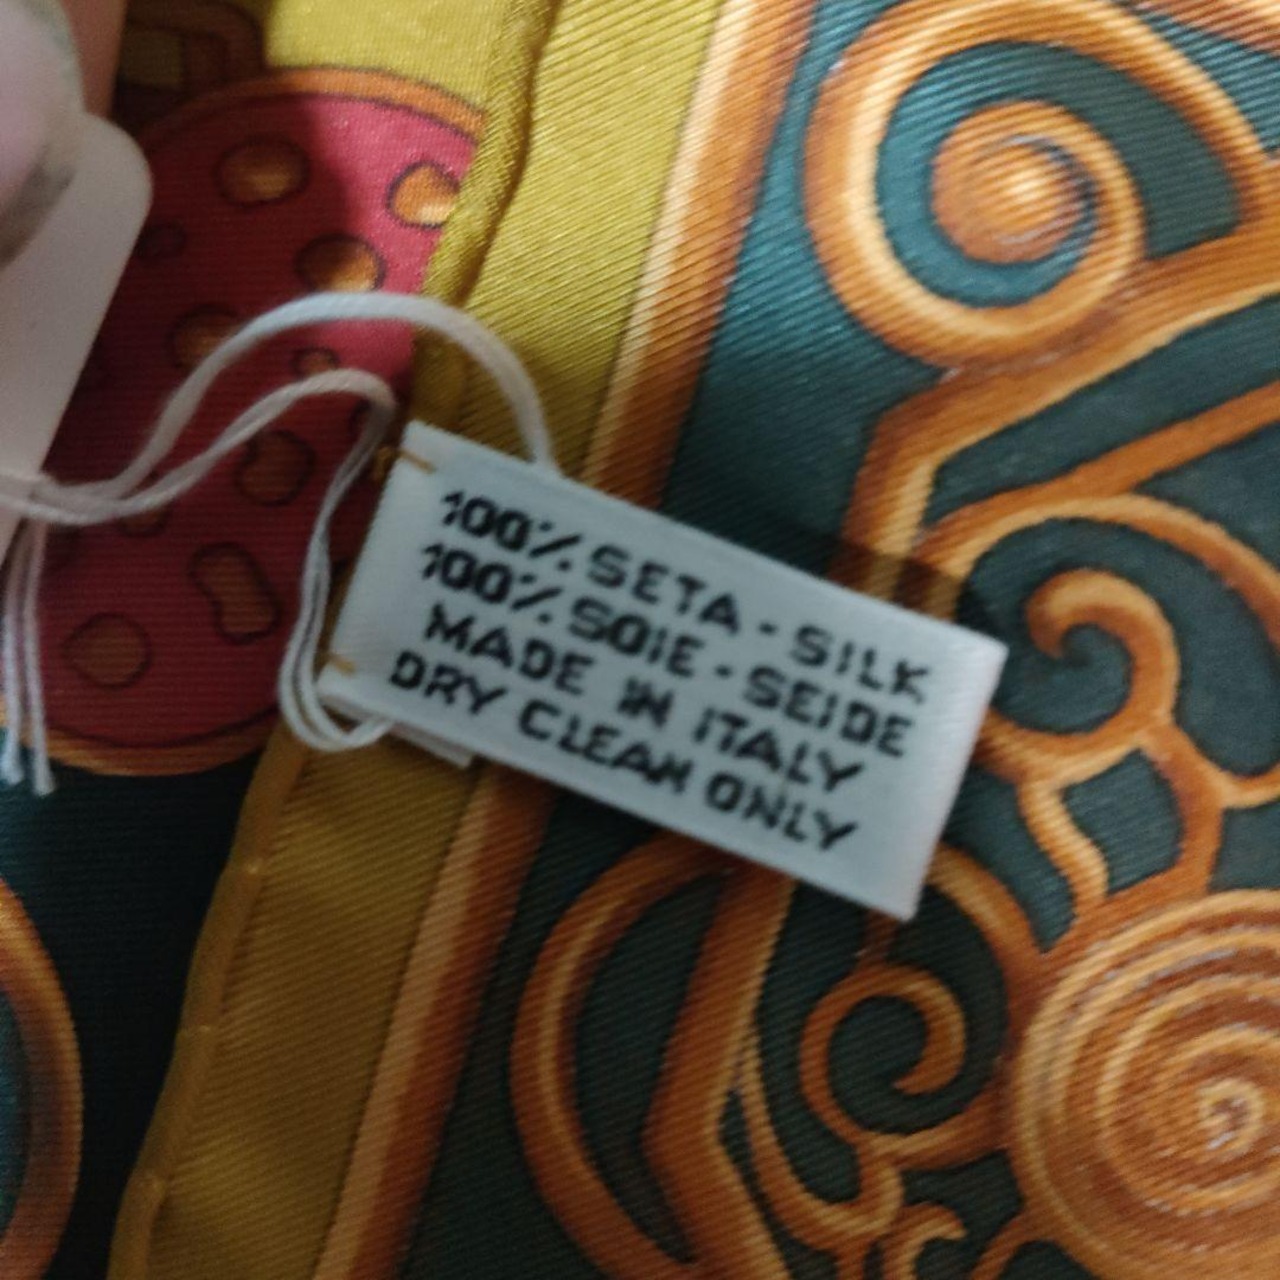 100% SETA - SILK
100% SOIE - SEIDE
MADE IN ITALY
DRY CLEAN ONLY